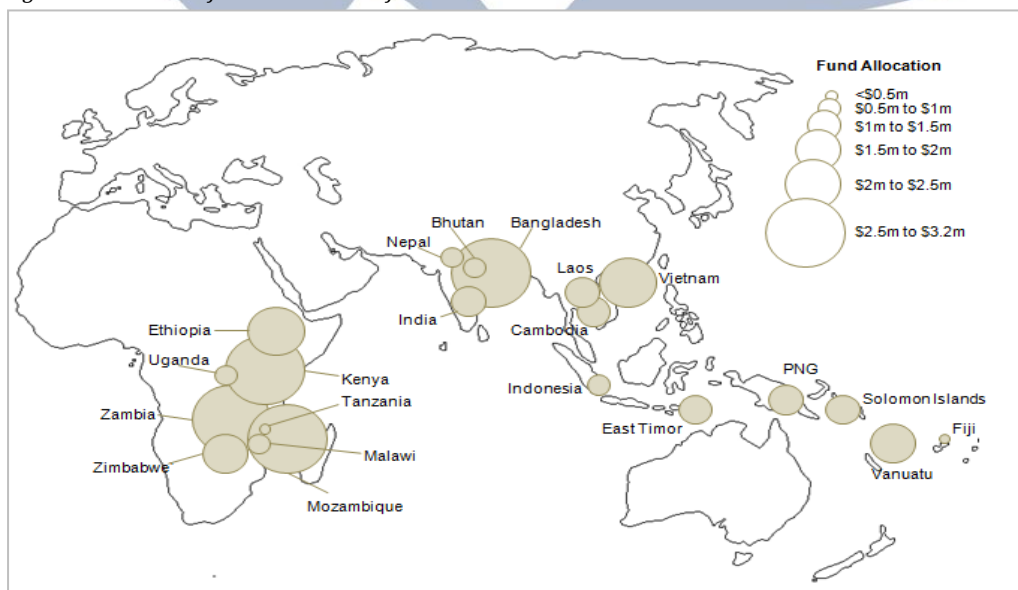 Fund Allocation
<$0.5m
$0.5m to $1m
$1m to $1.5m
$1.5m to $2m
$2m to $2.5m
$2.5m to $3.2m
Bhutan
Bangladesh
Nepal
Laos
Vietnam
India
Cambodia
Ethiopia
Uganda
Kenya
Tanzania
Zambia
Zimbabwe
Malawi
Mozambique
Indonesia
PNG
Solomon Islands
East Timor
Fiji
Vanuatu